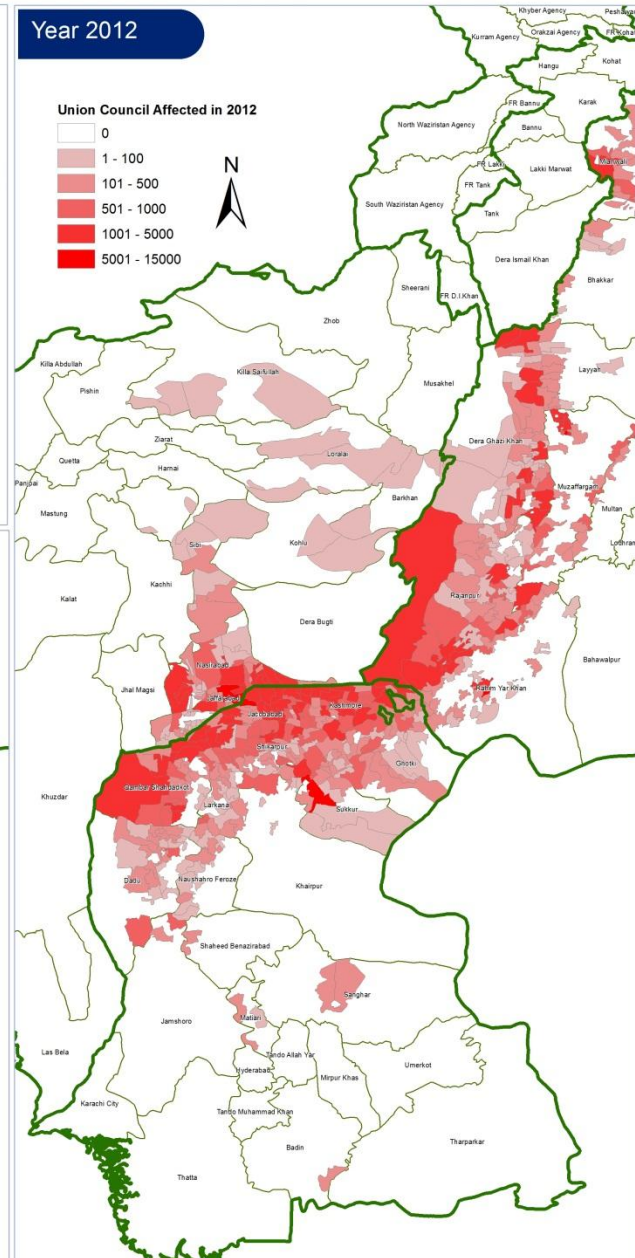 Year 2012
Union Council Affected in 2012
0
1 - 100
101 - 500
501 - 1000
1001 - 5000
5001 - 15000
N
Khyber Agency
Kurram Agency
Orakzai Agency
FR Kohat
Hangu
Kohat
Karak
FR Bannu
Bannu
North Waziristan Agency
Lakki Marwat
FR Lakki
FR Tank
South Waziristan Agency
Tank
Dera Ismail Khan
Bhakkar
Sheerani
FR D.I.Khan
Zhob
Killa Abdullah
Killa Saifullah
Pishin
Musakhel
Layyah
Ziarat
Dera Ghazi Khan
Quetta
Loralai
Harnai
Muzaffargarh
Barkhan
Multan
Mastung
Sibi
Kohlu
Lodhran
Kachhi
Kalat
Rajanpur
Dera Bugti
Bahawalpur
Nasirabad
Jhal Magsi
Rahim Yar Khan
Kashmore
Jacobabad
Shikarpur
Ghotki
Khuzdar
Larkana
Sukkur
Dadu
Naushahro Feroze
Khairpur
Shaheed Benazirabad
Sanghar
Jamshoro
Matiari
Las Bela
Tando Allah Yar
Umerkot
Hyderabad
Mirpur Khas
Karachi City
Tando Muhammad Khan
Badin
Tharparkar
Thatta